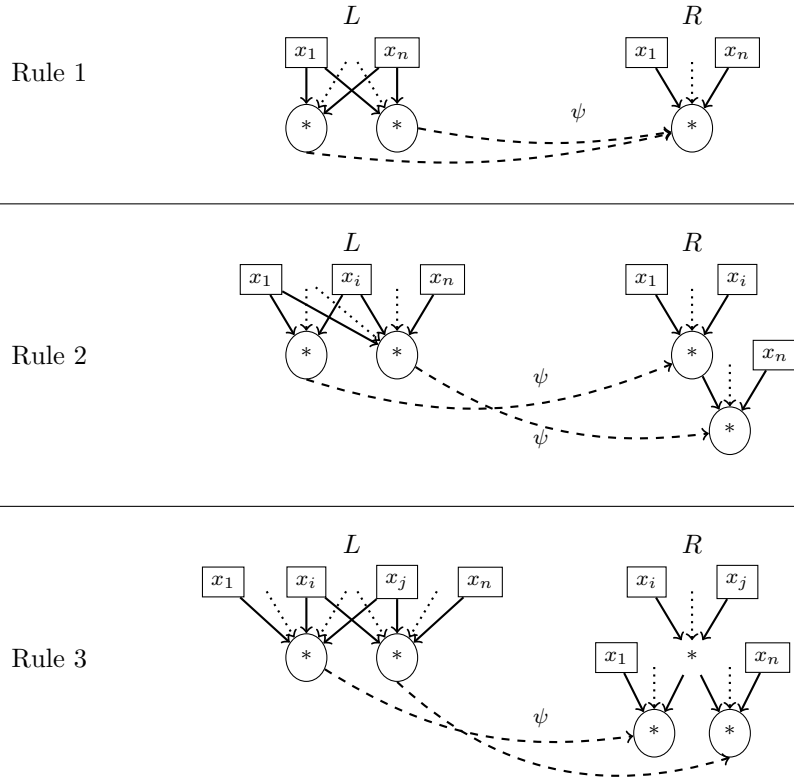 L R
x₁ xₙ x₁ xₙ
Rule 1
* * *
ψ
L R
x₁ xᵢ xₙ x₁ xᵢ
Rule 2
* * * xₙ
ψ
*
ψ
L R
x₁ xᵢ xⱼ xₙ xᵢ xⱼ
Rule 3
* * x₁ * xₙ
ψ
* *